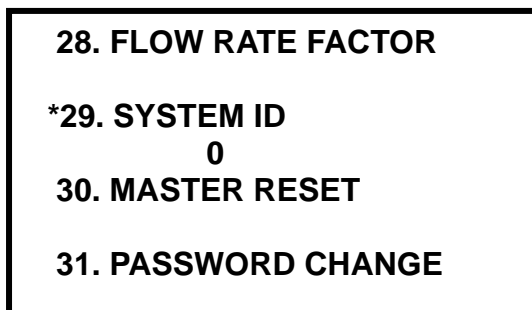 28. FLOW RATE FACTOR
*29. SYSTEM ID
0
30. MASTER RESET
31. PASSWORD CHANGE